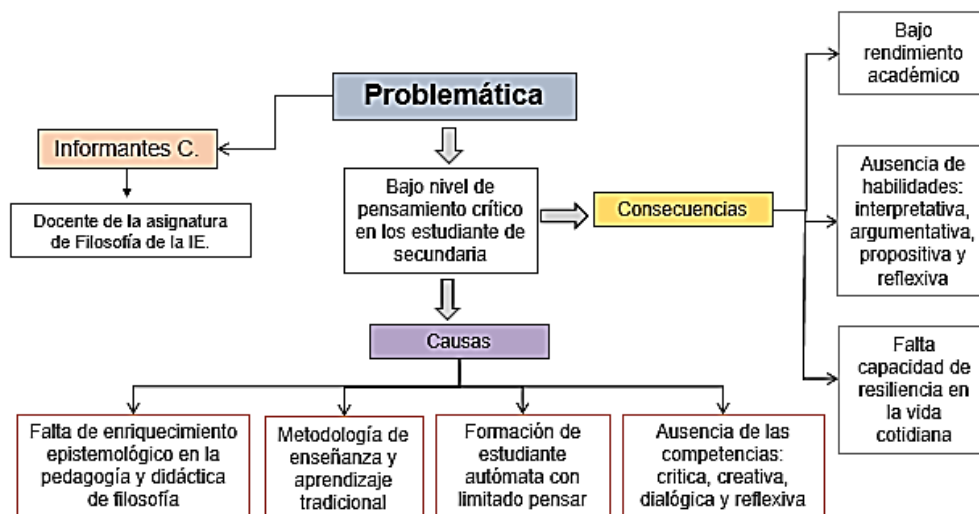 Problemática
Informantes C.
Docente de la asignatura
de Filosofía de la IE.
Bajo nivel de
pensamiento crítico
en los estudiante de
secundaria
Consecuencias
Bajo
rendimiento
académico
Ausencia de
habilidades:
interpretativa,
argumentativa,
propositiva y
reflexiva
Falta
capacidad de
resiliencia en
la vida
cotidiana
Causas
Falta de enriquecimiento
epistemológico en la
pedagogía y didáctica
de filosofía
Metodología de
enseñanza y
aprendizaje
tradicional
Formación de
estudiante
autómata con
limitado pensar
Ausencia de las
competencias:
critica, creativa,
dialógica y reflexiva